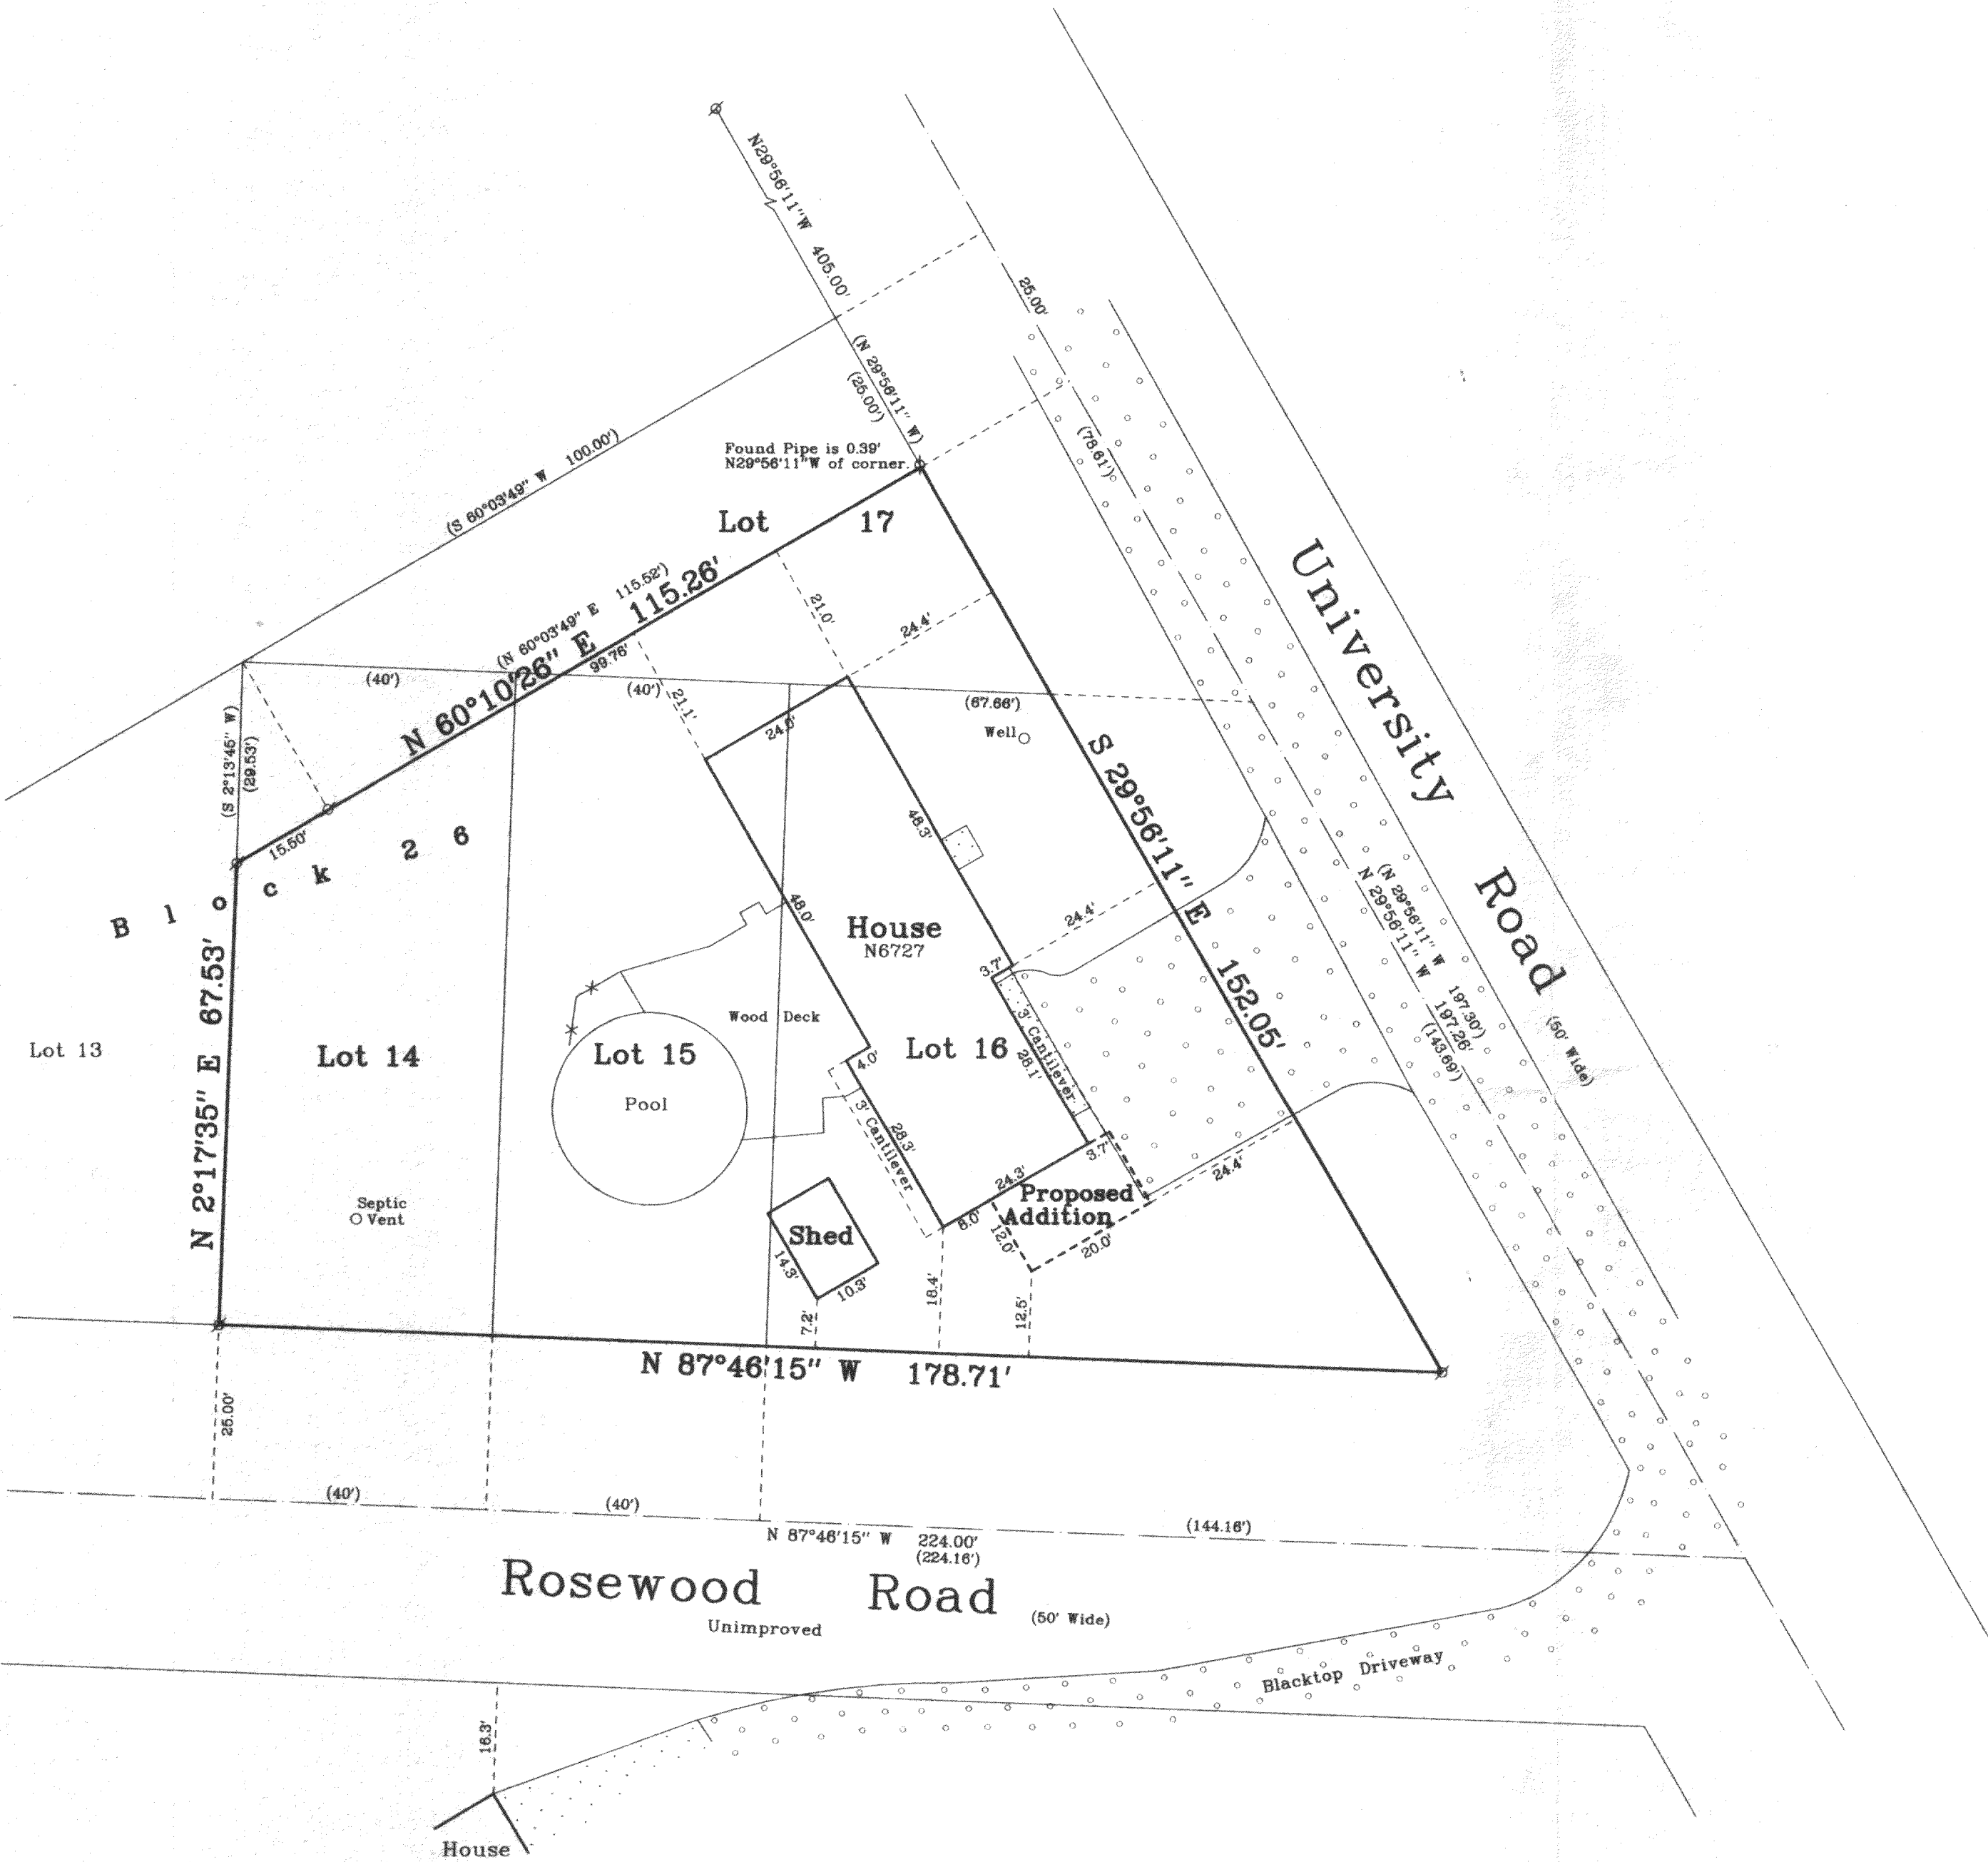 N29°56'11"W 405.00'
25.00'
(N 29°56'11" W)
(25.00')
(78.61')
(S 60°03'49" W 100.00')
Found Pipe is 0.39'
N29°56'11"W of corner.
Lot 17
(N 60°03'49" E 115.52')
N 60°10'26" E 115.26'
99.76'
21.0'
24.4'
(40')
(40')
21.1'
(67.66')
Well
24.0'
(S 2°13'45" W)
(29.53')
15.50'
Block 26
S 29°56'11" E 152.05'
University Road
(50' Wide)
(N 29°56'11" W 197.30')
N 29°56'11" W 197.26'
(143.69')
48.3'
48.0'
House
N6727
24.4'
3.7'
3' Cantilever
28.1'
Wood Deck
N 2°17'35" E 67.53'
Lot 13
Lot 14
Lot 15
Lot 16
Pool
4.0'
3' Cantilever
28.3'
3.7'
24.4'
24.3'
Proposed
Addition
8.0'
12.0'
20.0'
Septic
Vent
Shed
14.3'
10.3'
7.2'
18.4'
12.5'
N 87°46'15" W 178.71'
25.00'
(40')
(40')
(144.16')
N 87°46'15" W 224.00'
(224.16')
Rosewood Road (50' Wide)
Unimproved
Blacktop Driveway
16.3'
House